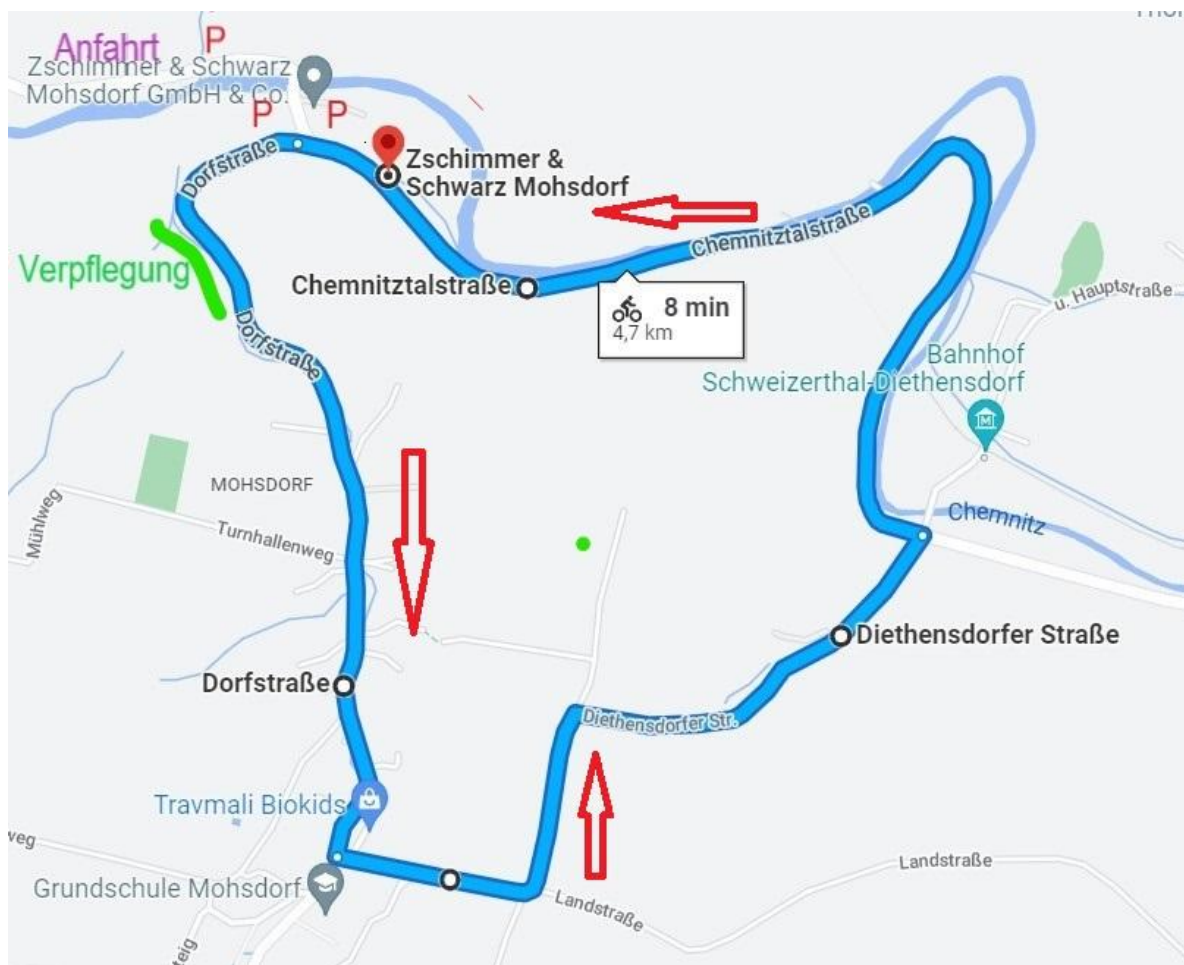 Anfahrt
P
Zschimmer & Schwarz
Mohsdorf GmbH & Co.
P
P
Dorfstraße
Zschimmer &
Schwarz Mohsdorf
Chemnitztalstraße
Verpflegung
Chemnitztalstraße
8 min
4,7 km
u. Hauptstraße
Dorfstraße
Bahnhof
Schweizerthal-Diethensdorf
MOHSDORF
Mühlweg
Turnhallenweg
Chemnitz
Diethensdorfer Straße
Dorfstraße
Diethensdorfer Str.
Travmali Biokids
weg
Landstraße
Grundschule Mohsdorf
Landstraße
steig